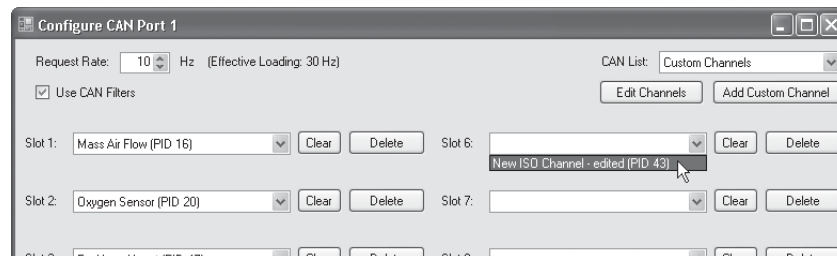 Configure CAN Port 1
Request Rate: 10 Hz (Effective Loading: 30 Hz) CAN List: Custom Channels
Use CAN Filters Edit Channels Add Custom Channel
Slot 1: Mass Air Flow (PID 16) Clear Delete Slot 6: Clear Delete
New ISO Channel - edited (PID 43)
Slot 2: Oxygen Sensor (PID 20) Clear Delete Slot 7: Clear Delete